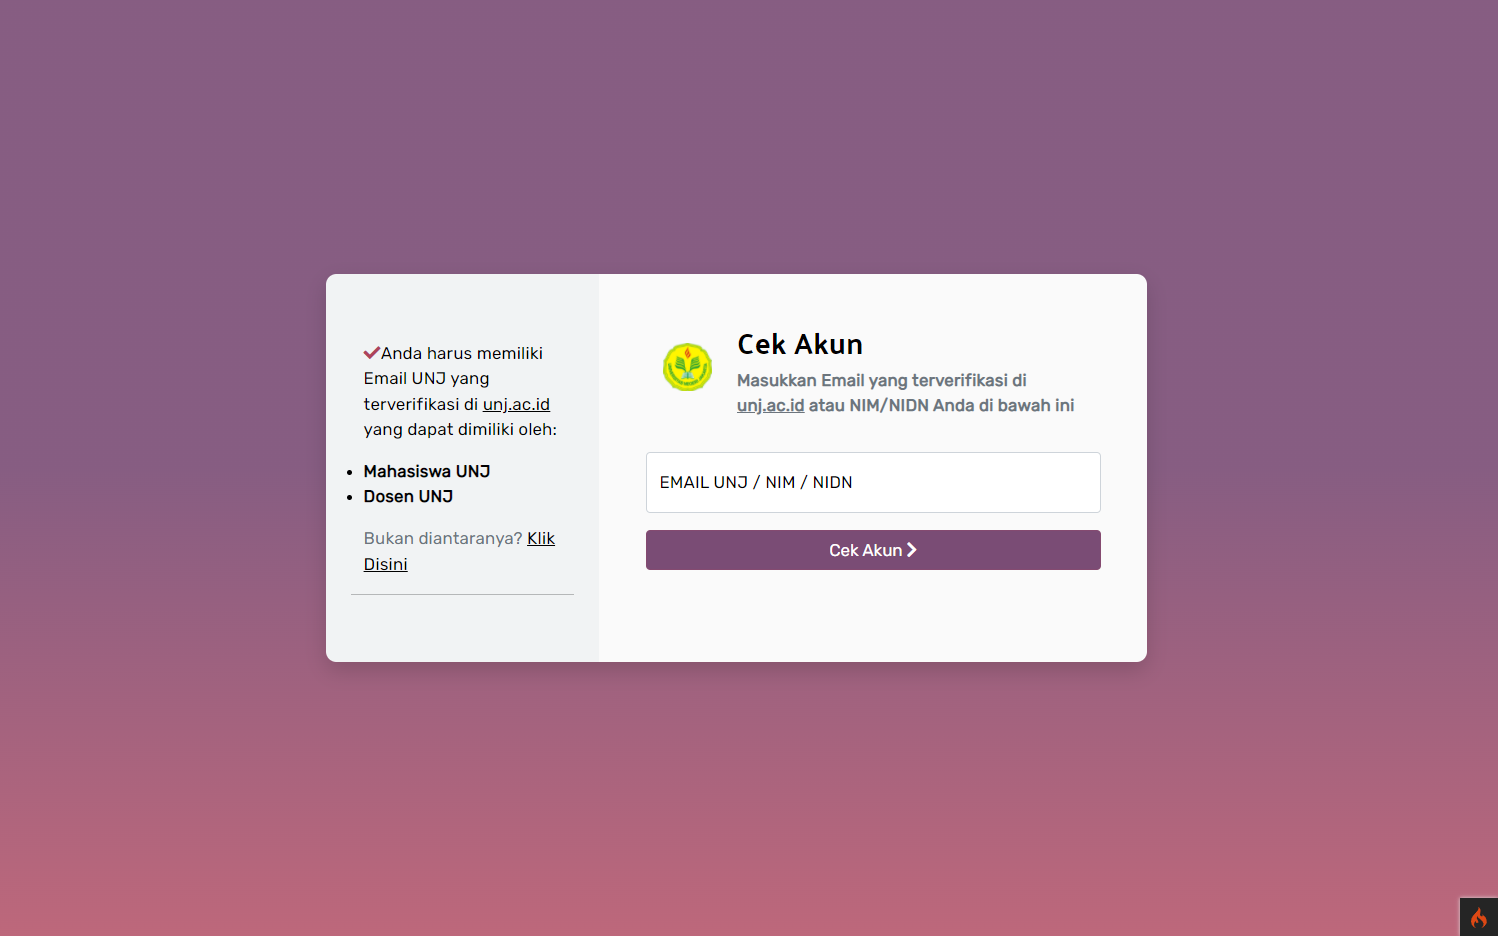 Anda harus memiliki
Email UNJ yang
terverifikasi di unj.ac.id
yang dapat dimiliki oleh:
Mahasiswa UNJ
Dosen UNJ
Bukan diantaranya? Klik
Disini
Cek Akun
Masukkan Email yang terverifikasi di
unj.ac.id atau NIM/NIDN Anda di bawah ini
EMAIL UNJ / NIM / NIDN
Cek Akun